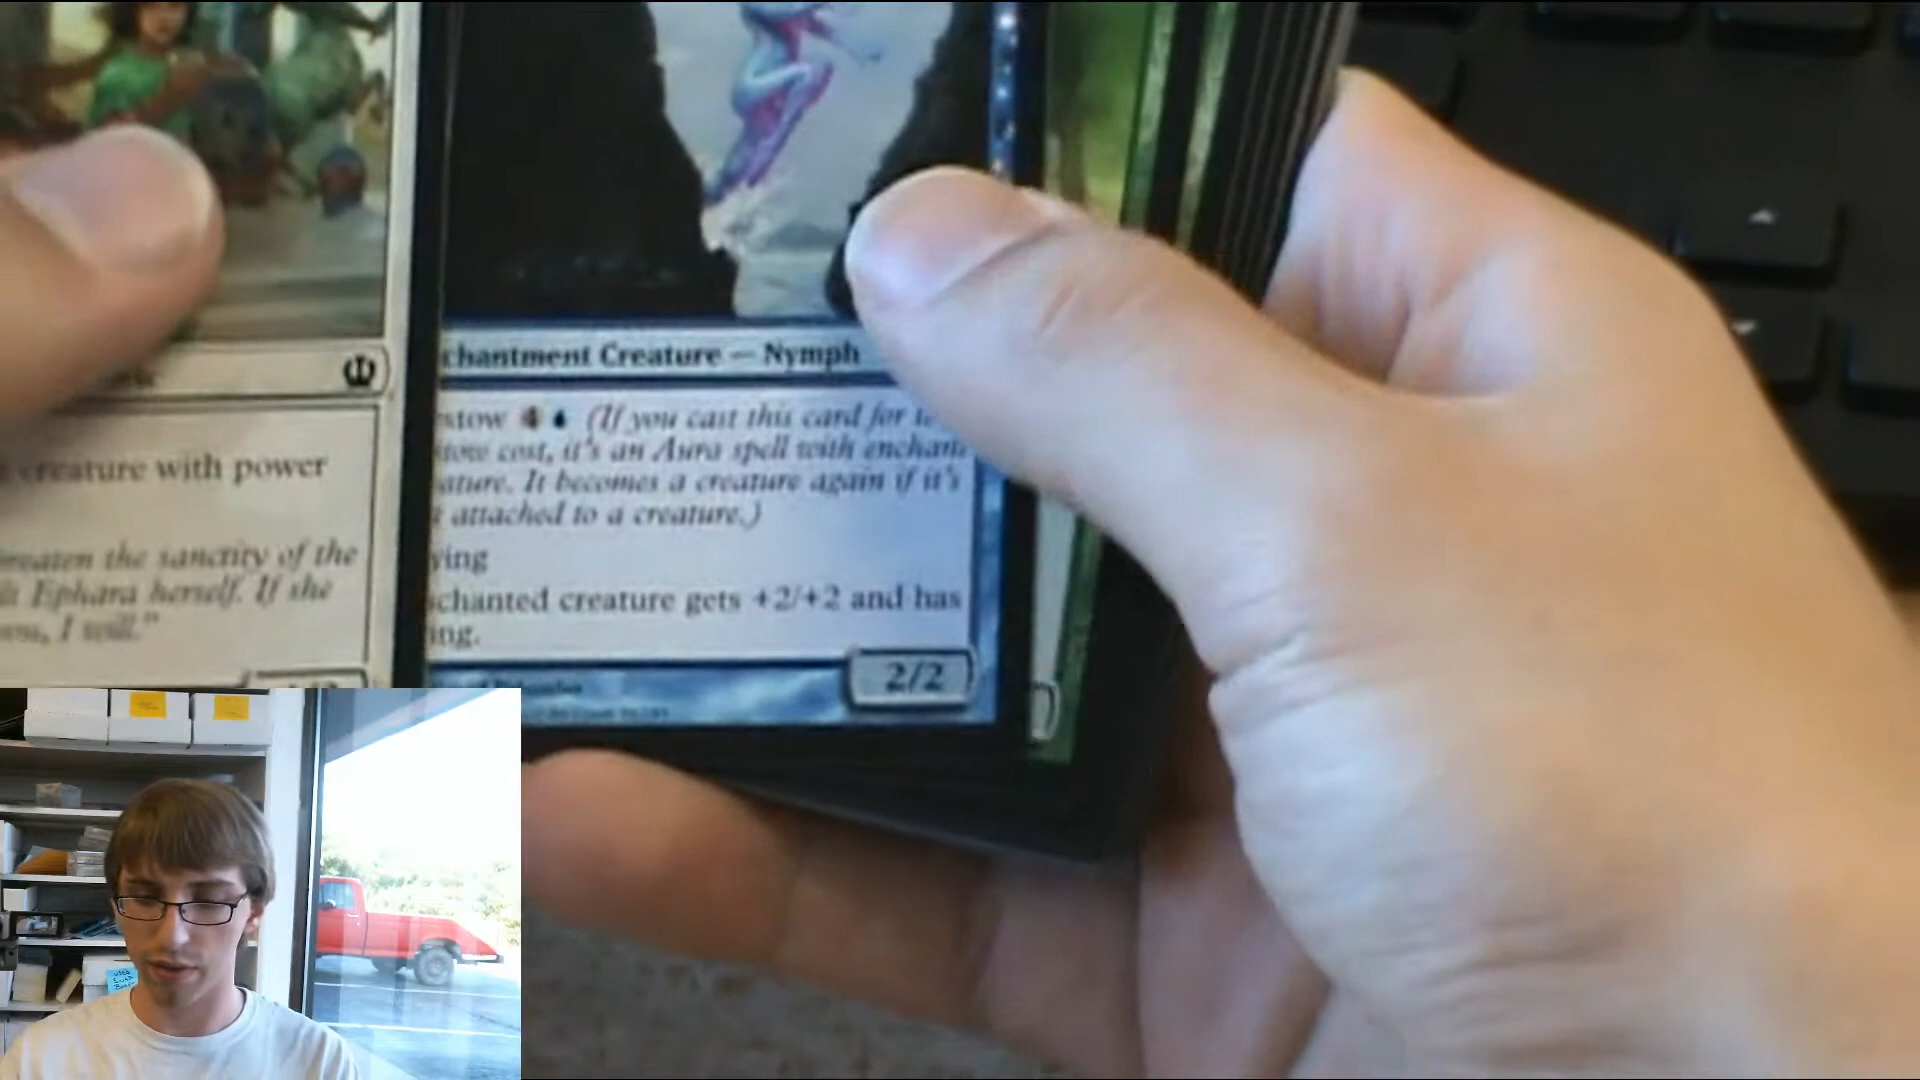 creature with power
threaten the sanctity of the
Ephara herself. If she
you, I will."
chantment Creature — Nymph
stow 4 (If you cast this card for
stow cost, it's an Aura spell with enchant
ature. It becomes a creature again if it's
t attached to a creature.)
ying
chanted creature gets +2/+2 and has
ing.
2/2